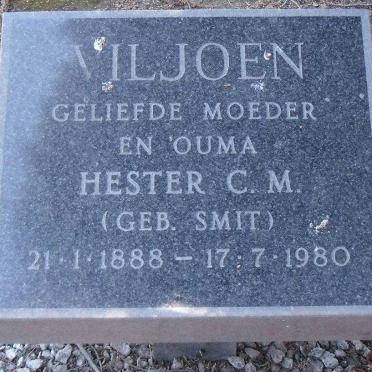 VILJOEN
GELIEFDE MOEDER
EN OUMA
HESTER C. M.
(GEB. SMIT)
21·1·1888 – 17·7·1980